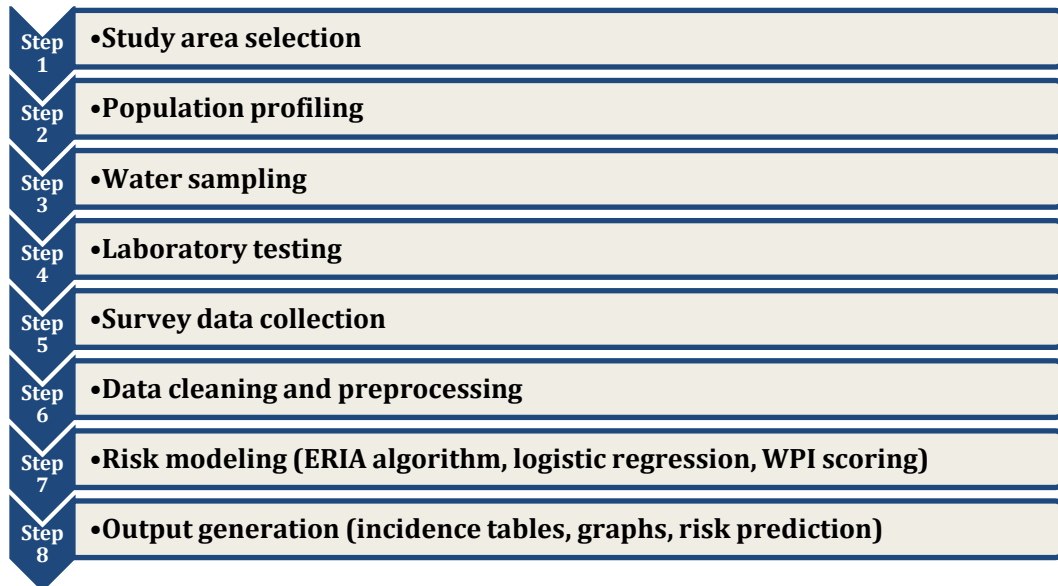 Step
1
•Study area selection
Step
2
•Population profiling
Step
3
•Water sampling
Step
4
•Laboratory testing
Step
5
•Survey data collection
Step
6
•Data cleaning and preprocessing
Step
7
•Risk modeling (ERIA algorithm, logistic regression, WPI scoring)
Step
8
•Output generation (incidence tables, graphs, risk prediction)